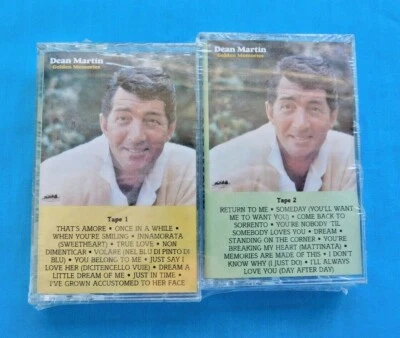 Dean Martin
Golden Memories
Tape 1
THAT'S AMORE • ONCE IN A WHILE •
WHEN YOU'RE SMILING • INNAMORATA
(SWEETHEART) • TRUE LOVE • NON
DIMENTICAR • VOLARE (NEL BLU DI PINTO DI
BLU) • YOU BELONG TO ME • JUST SAY I
LOVE HER (DICITENCELLO VUIE) • DREAM A
LITTLE DREAM OF ME • JUST IN TIME •
I'VE GROWN ACCUSTOMED TO HER FACE
Dean Martin
Golden Memories
Tape 2
RETURN TO ME • SOMEDAY (YOU'LL WANT
ME TO WANT YOU) • COME BACK TO
SORRENTO • YOU'RE NOBODY 'TIL
SOMEBODY LOVES YOU • DREAM •
STANDING ON THE CORNER • YOU'RE
BREAKING MY HEART (MATTINATA) •
MEMORIES ARE MADE OF THIS • I DON'T
KNOW WHY (I JUST DO) • I'LL ALWAYS
LOVE YOU (DAY AFTER DAY)